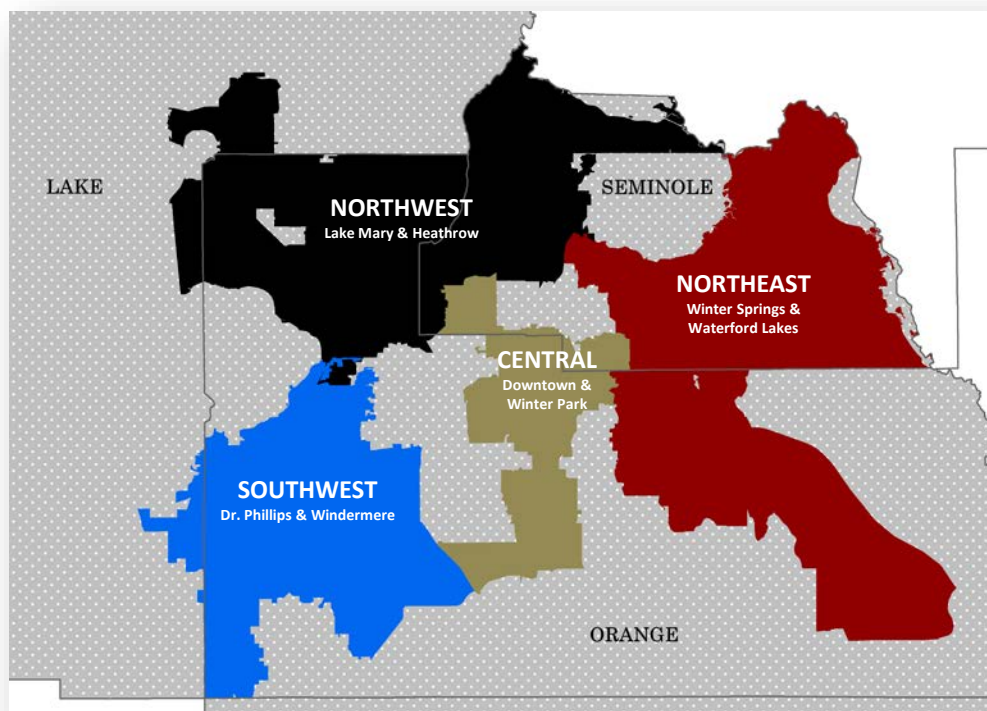 LAKE
SEMINOLE
NORTHWEST
Lake Mary & Heathrow
NORTHEAST
Winter Springs &
Waterford Lakes
CENTRAL
Downtown &
Winter Park
SOUTHWEST
Dr. Phillips & Windermere
ORANGE